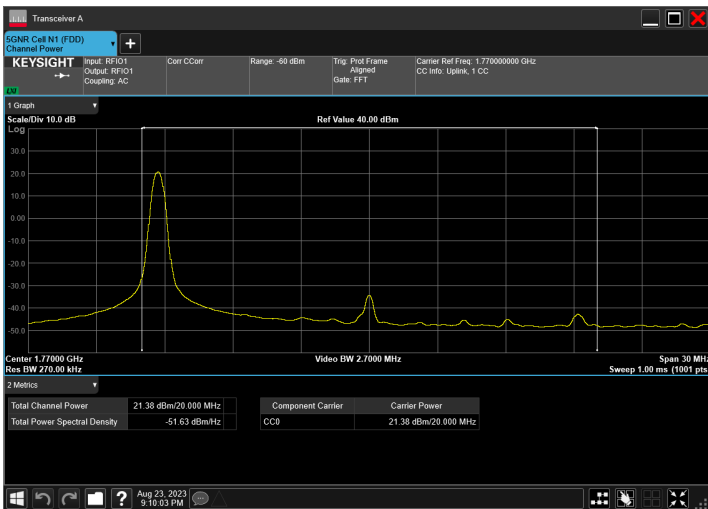 Transceiver A
5GNR Cell N1 (FDD)
Channel Power
KEYSIGHT
Input: RFIO1
Output: RFIO1
Coupling: AC
Corr CCorr
Range: -60 dBm
Trig: Prot Frame
Aligned
Gate: FFT
Carrier Ref Freq: 1.770000000 GHz
CC Info: Uplink, 1 CC
1 Graph
Scale/Div 10.0 dB
Ref Value 40.00 dBm
Log
30.0
20.0
10.0
0.00
-10.0
-20.0
-30.0
-40.0
-50.0
Center 1.77000 GHz
Video BW 2.7000 MHz
Span 30 MHz
Res BW 270.00 kHz
Sweep 1.00 ms (1001 pts
2 Metrics
Total Channel Power 21.38 dBm/20.000 MHz
Total Power Spectral Density -51.63 dBm/Hz
Component Carrier Carrier Power
CC0 21.38 dBm/20.000 MHz
?
Aug 23, 2023
9:10:03 PM